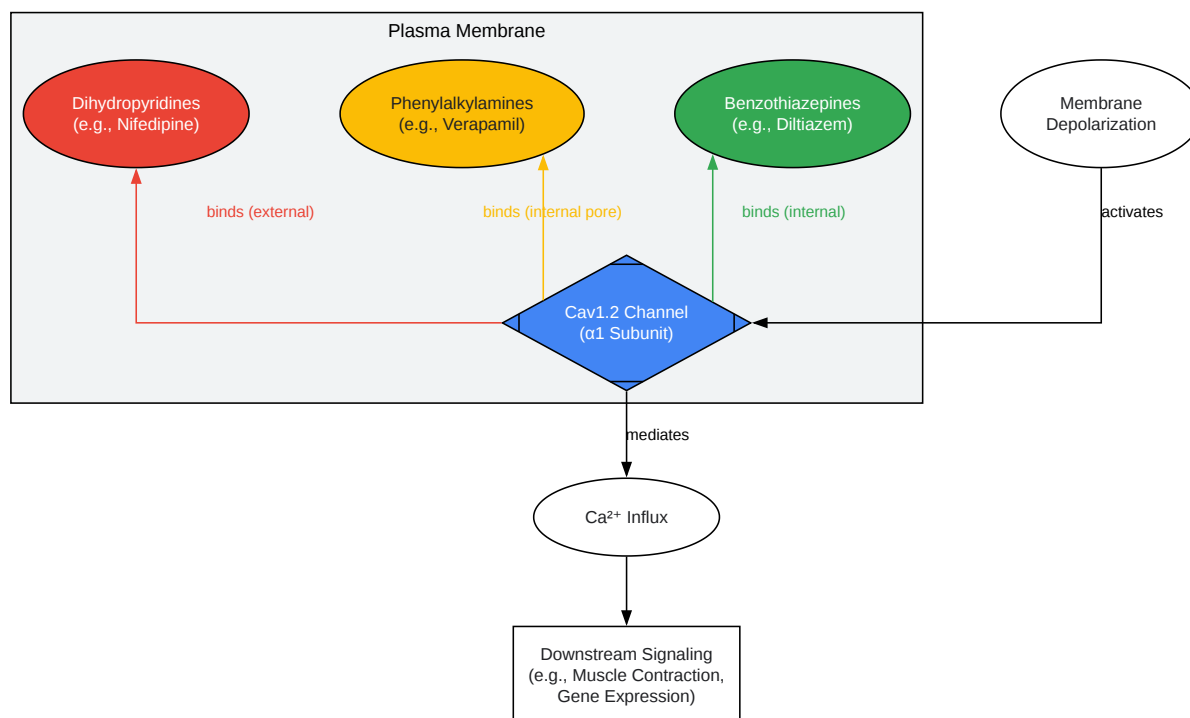 Plasma Membrane
Dihydropyridines
(e.g., Nifedipine)
Phenylalkylamines
(e.g., Verapamil)
Benzothiazepines
(e.g., Diltiazem)
Membrane
Depolarization
binds (external)
binds (internal pore)
binds (internal)
activates
Cav1.2 Channel
(α1 Subunit)
mediates
Ca²⁺ Influx
Downstream Signaling
(e.g., Muscle Contraction,
Gene Expression)